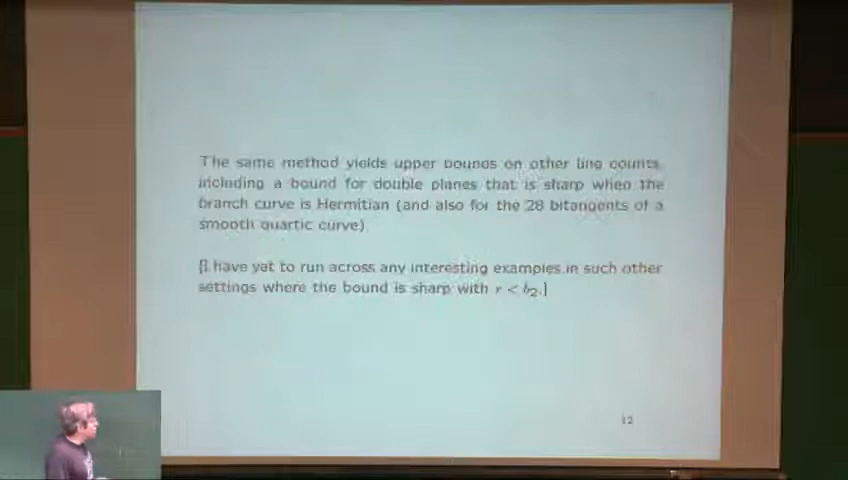 The same method yields upper bounds on other line counts,
including a bound for double planes that is sharp when the
branch curve is Hermitian (and also for the 28 bitangents of a
smooth quartic curve)
[I have yet to run across any interesting examples in such other
settings where the bound is sharp with r < b₂.]
12